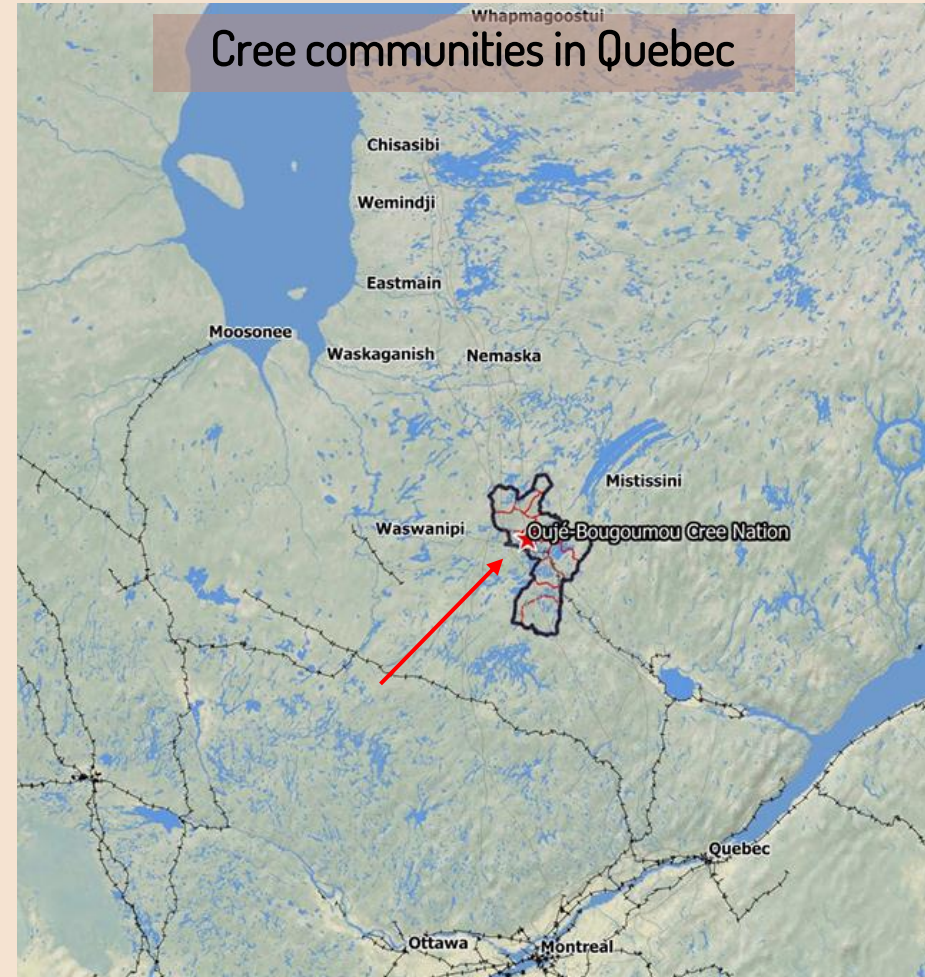 Whapmagoostui
Cree communities in Quebec
Chisasibi
Wemindji
Eastmain
Moosonee
Waskaganish
Nemaska
Mistissini
Waswanipi
Oujé-Bougoumou Cree Nation
Quebec
Ottawa
Montreal